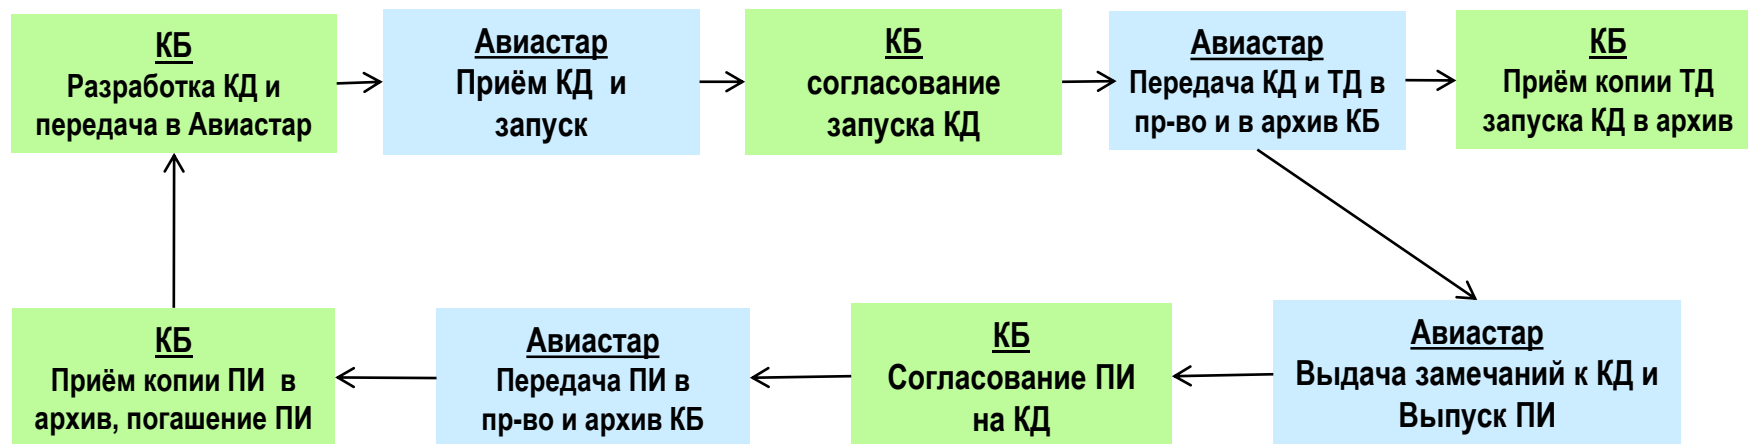 КБ
Разработка КД и
передача в Авиастар
Авиастар
Приём КД и
запуск
КБ
согласование
запуска КД
Авиастар
Передача КД и ТД в
пр-во и в архив КБ
КБ
Приём копии ТД
запуска КД в архив
КБ
Приём копии ПИ в
архив, погашение ПИ
Авиастар
Передача ПИ в
пр-во и архив КБ
КБ
Согласование ПИ
на КД
Авиастар
Выдача замечаний к КД и
Выпуск ПИ